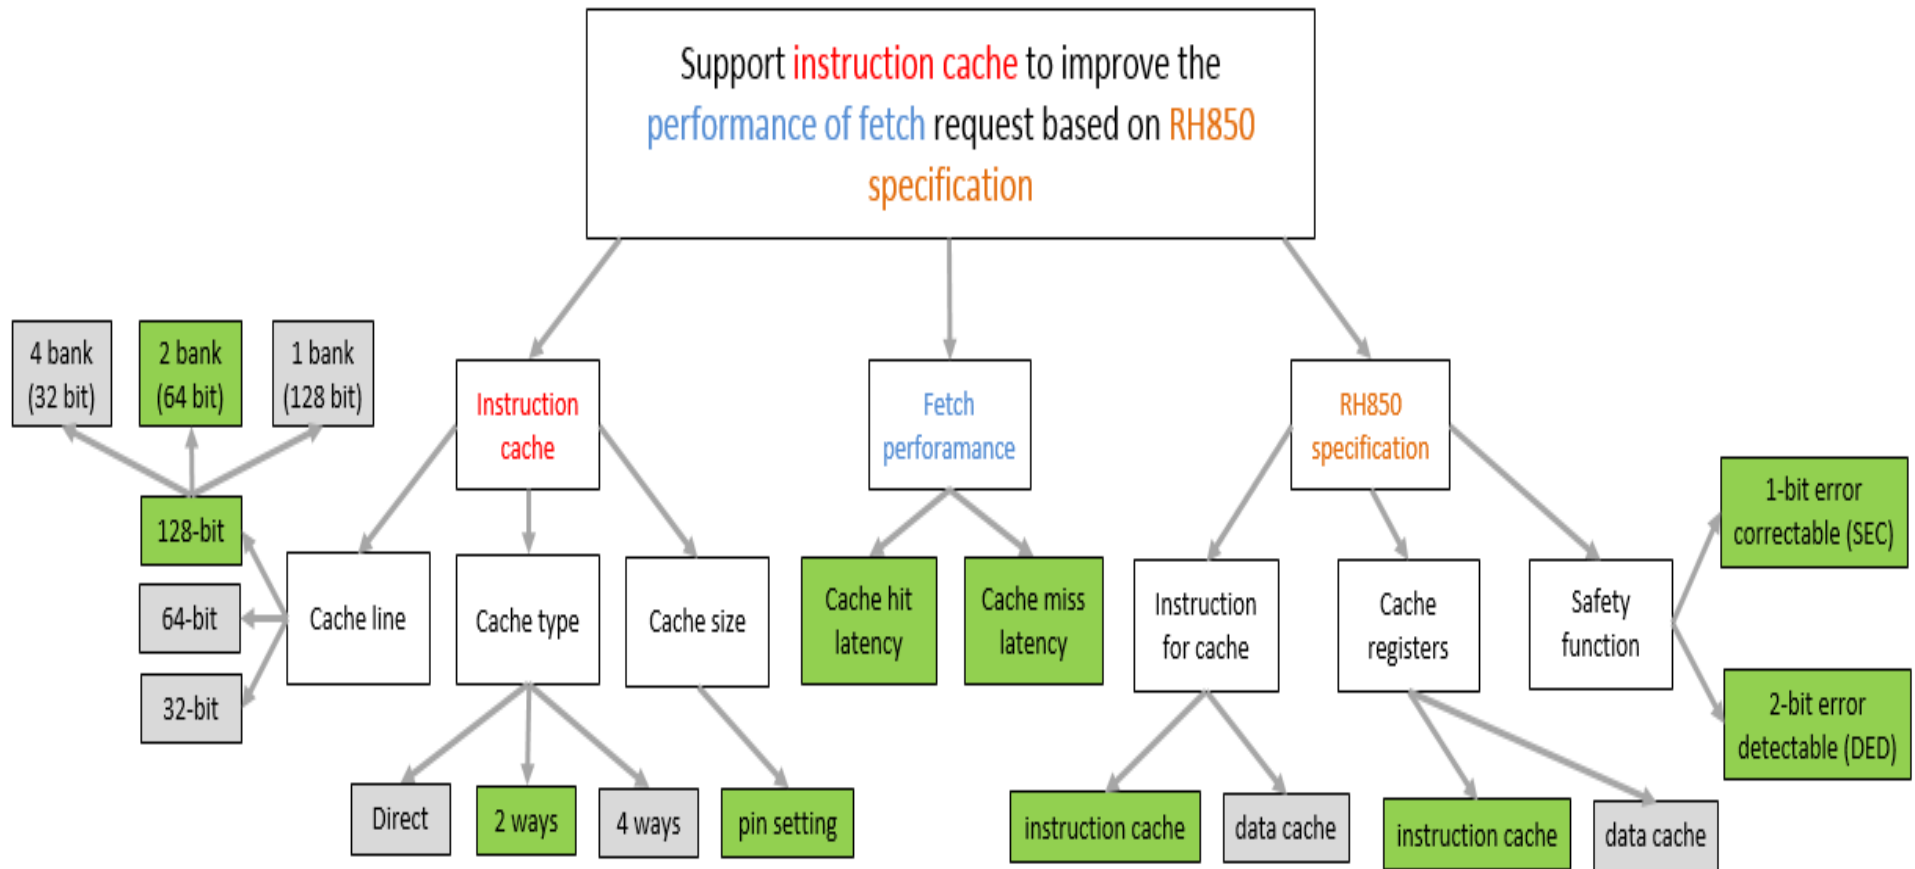 Support instruction cache to improve the
performance of fetch request based on RH850
specification
4 bank
(32 bit)
2 bank
(64 bit)
1 bank
(128 bit)
Instruction
cache
Fetch
perforamance
RH850
specification
128-bit
64-bit
32-bit
Cache line
Cache type
Cache size
Cache hit
latency
Cache miss
latency
Instruction
for cache
Cache
registers
Safety
function
1-bit error
correctable (SEC)
2-bit error
detectable (DED)
Direct
2 ways
4 ways
pin setting
instruction cache
data cache
instruction cache
data cache